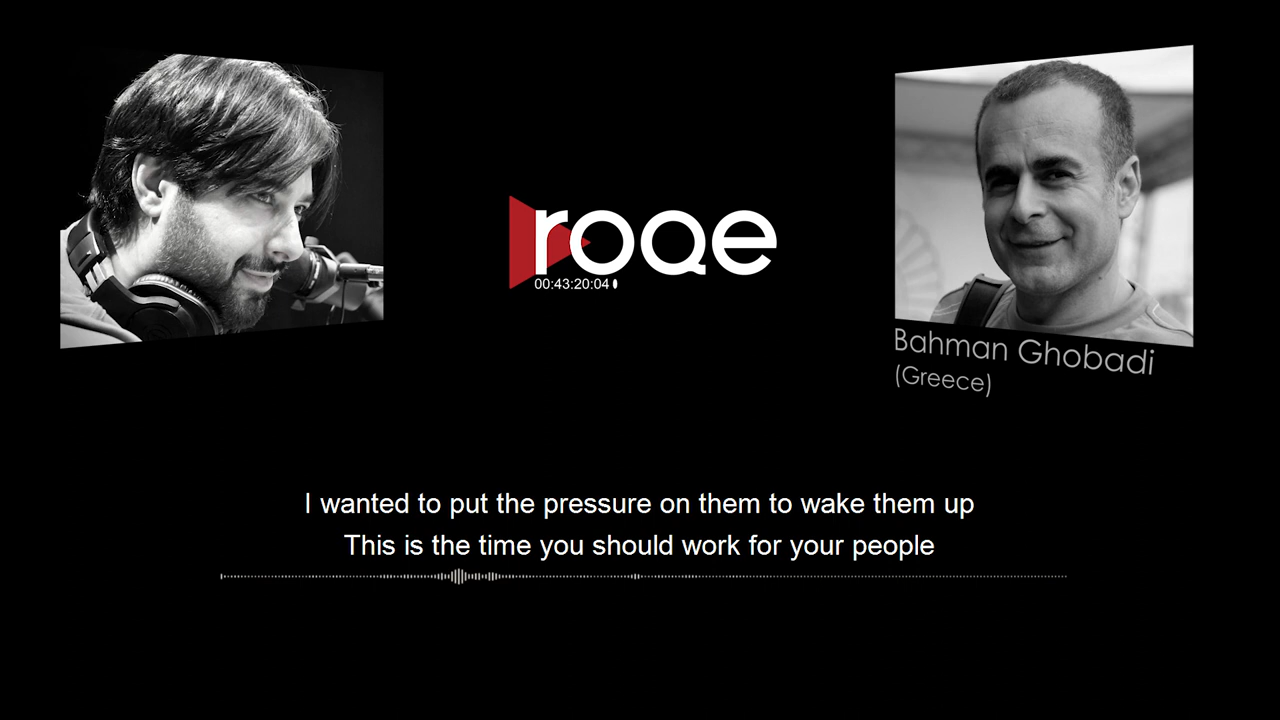 roqe
00:43:20:04
Bahman Ghobadi
(Greece)
I wanted to put the pressure on them to wake them up
This is the time you should work for your people